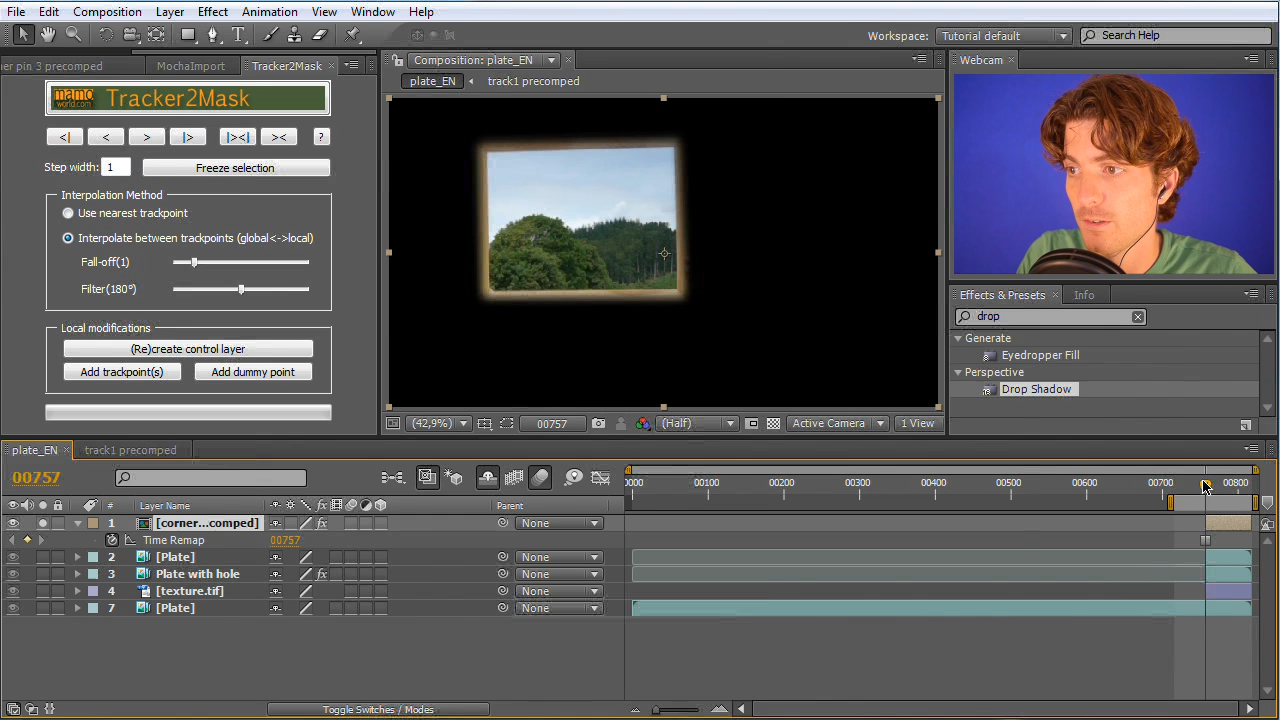 File Edit Composition Layer Effect Animation View Window Help
Workspace: Tutorial default Search Help
er pin 3 precomped MochaImport Tracker2Mask
Composition: plate_EN
Webcam
plate_EN track1 precomped
mamo world.com Tracker2Mask
<| < > |> |><| >< ?
Step width: 1 Freeze selection
Interpolation Method
Use nearest trackpoint
Interpolate between trackpoints (global<->local)
Fall-off(1)
Filter(180°)
Local modifications
(Re)create control layer
Add trackpoint(s) Add dummy point
Effects & Presets Info
drop
Generate
Eyedropper Fill
Perspective
Drop Shadow
(42,9%) 00757 (Half) Active Camera 1 View
plate_EN track1 precomped
00757
0000 00100 00200 00300 00400 00500 00600 00700 00800
# Layer Name Parent
1 [corner...comped] None
Time Remap 00757
2 [Plate] None
3 Plate with hole None
4 [texture.tif] None
7 [Plate] None
Toggle Switches / Modes